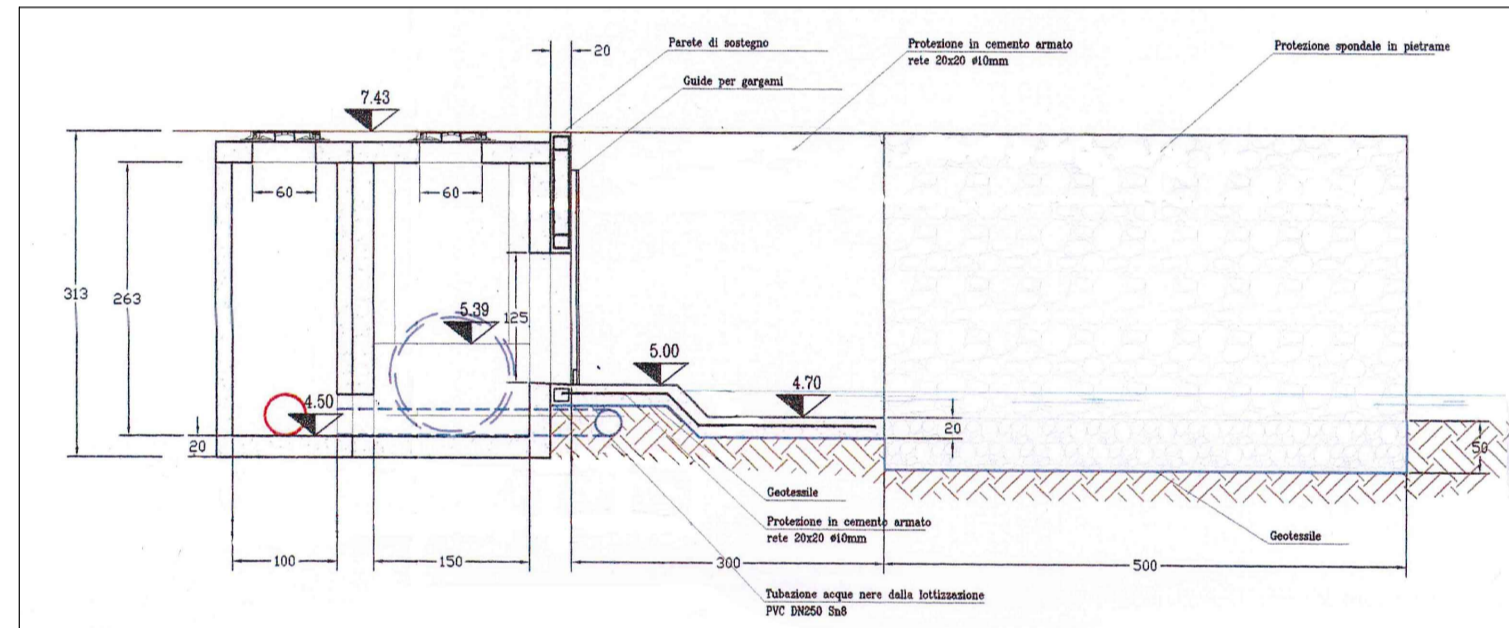 20
Parete di sostegno
Protezione in cemento armato
rete 20x20 ø10mm
Protezione spondale in pietrame
Guide per gargami
7.43
60
60
313
263
5.39
125
5.00
4.70
4.50
20
20
50
Geotessile
Protezione in cemento armato
rete 20x20 ø10mm
Geotessile
100
150
300
500
Tubazione acque nere dalla lottizzazione
PVC DN250 Sn8